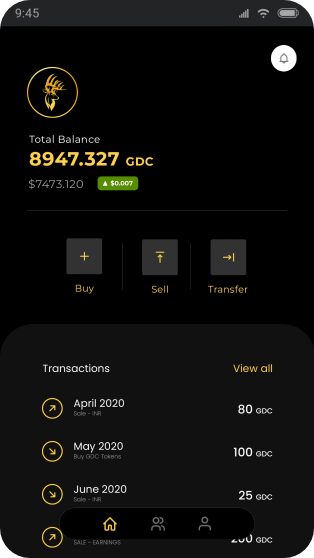 9:45
Total Balance
8947.327 GDC
$7473.120 ▲ $0.007
Buy Sell Transfer
Transactions View all
April 2020
Sale - INR
80 GDC
May 2020
Buy GDC Tokens
100 GDC
June 2020
Sale - INR
25 GDC
SALE - EARNINGS
GDC